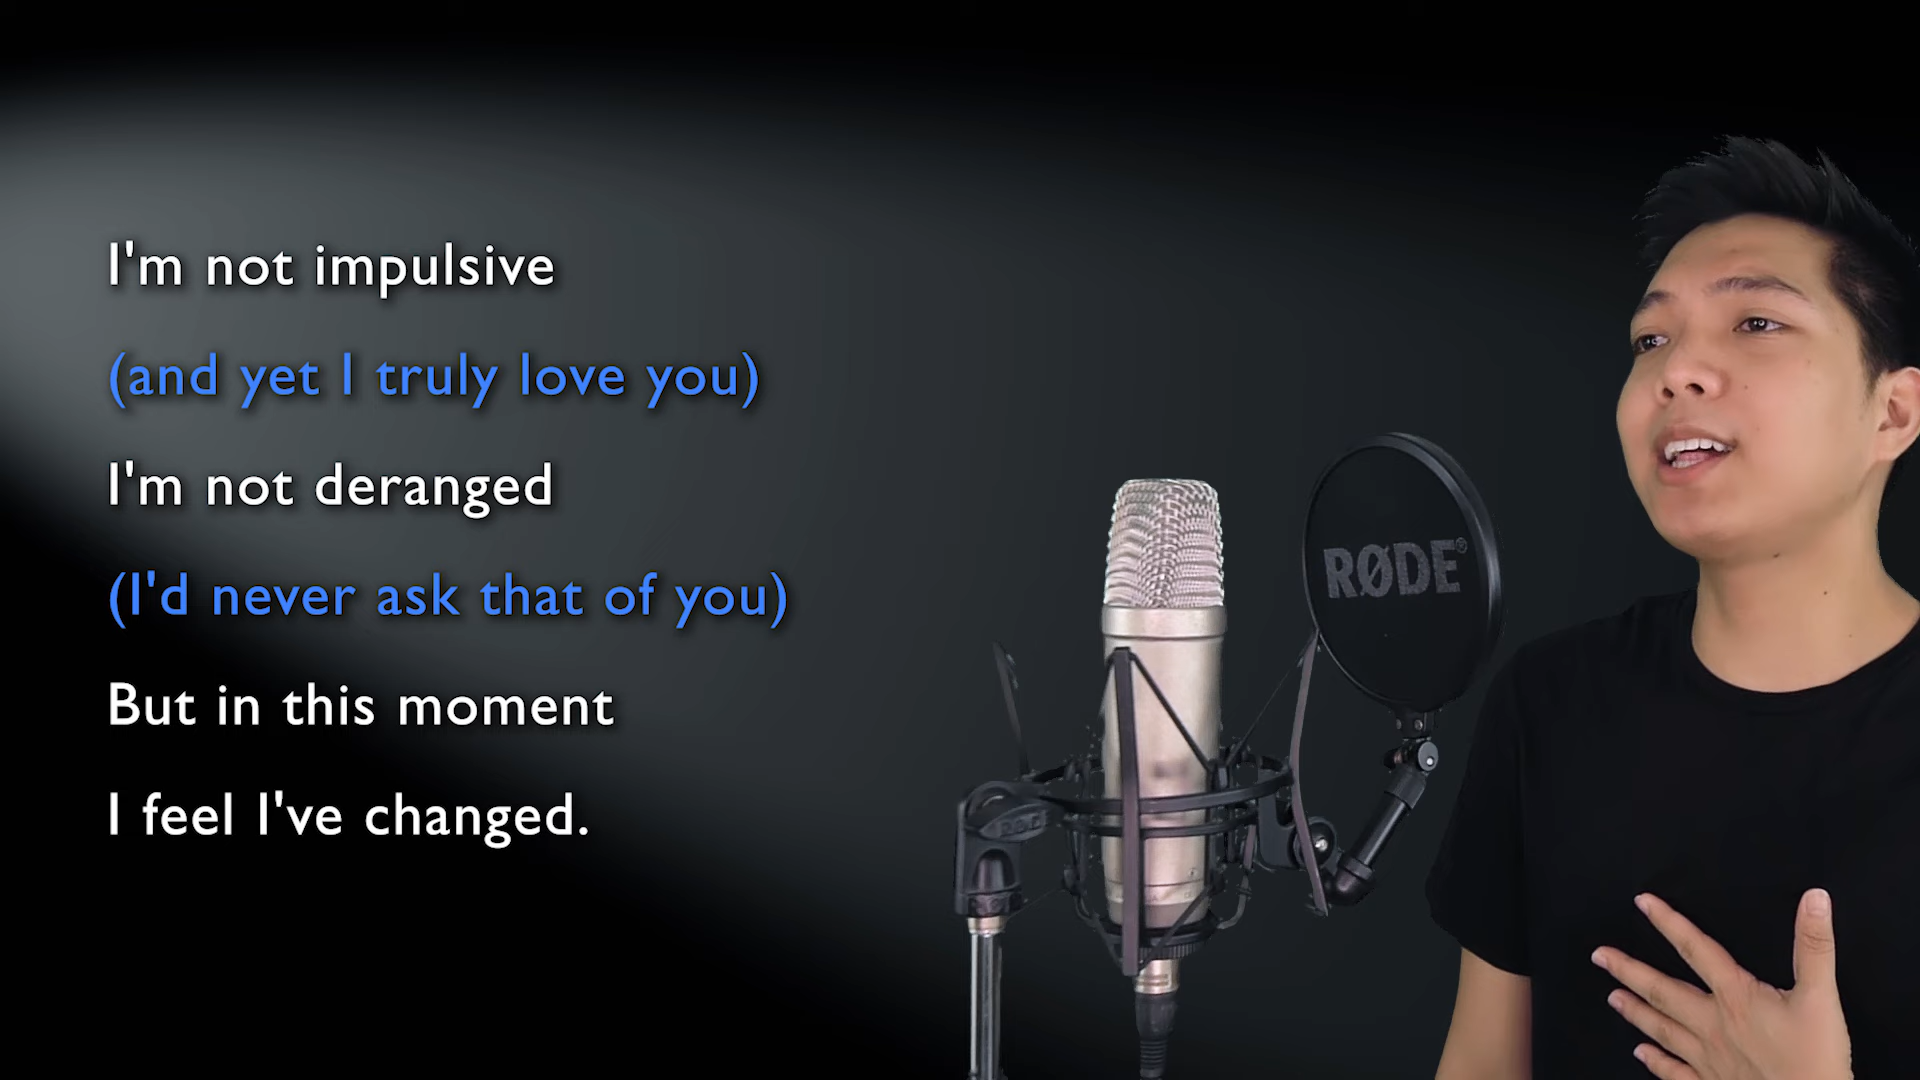 I'm not impulsive
(and yet I truly love you)
I'm not deranged
(I'd never ask that of you)
But in this moment
I feel I've changed.
RØDE®